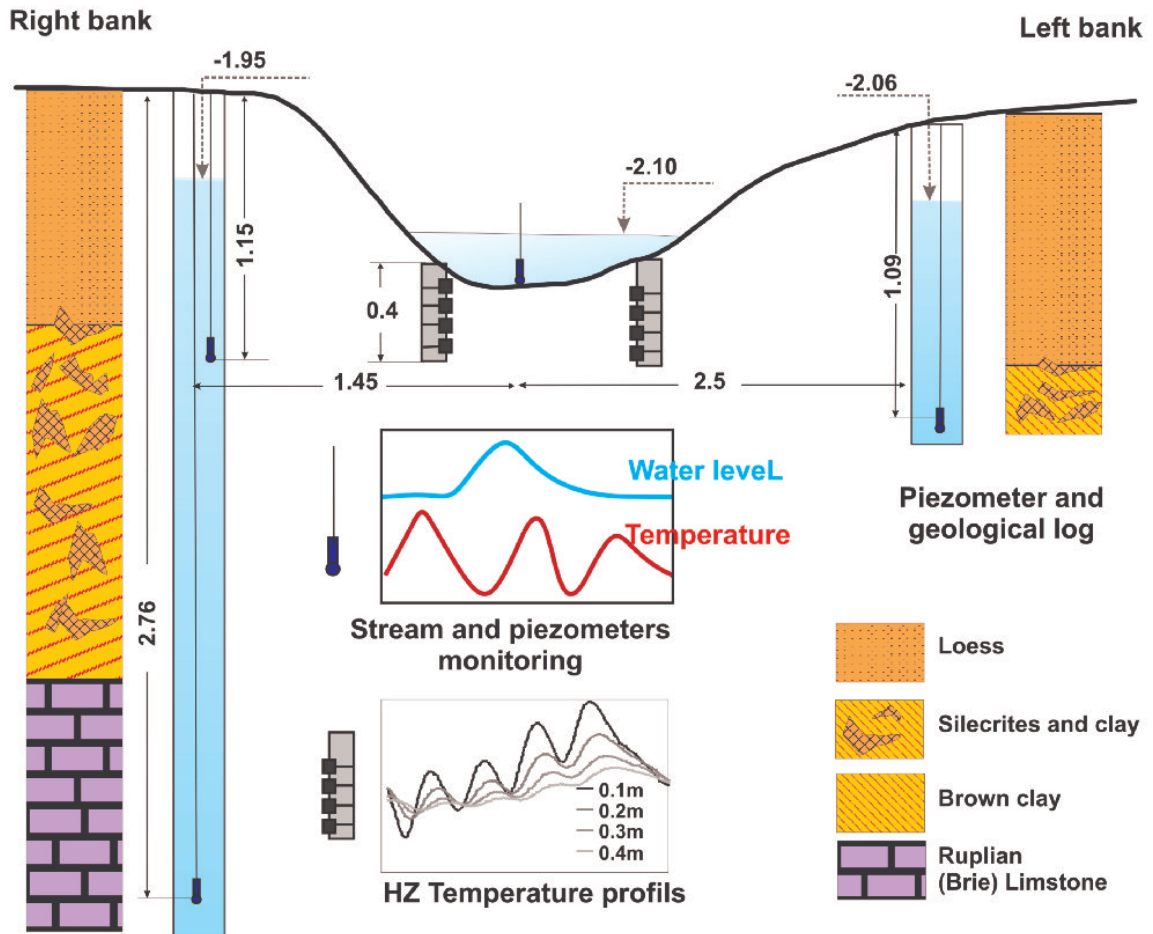 Right bank
Left bank
-1.95
-2.06
-2.10
1.15
1.09
0.4
1.45
2.5
2.76
Water leveL
Temperature
Piezometer and
geological log
Stream and piezometers
monitoring
Loess
Silecrites and clay
Brown clay
Ruplian
(Brie) Limstone
0.1m
0.2m
0.3m
0.4m
HZ Temperature profils